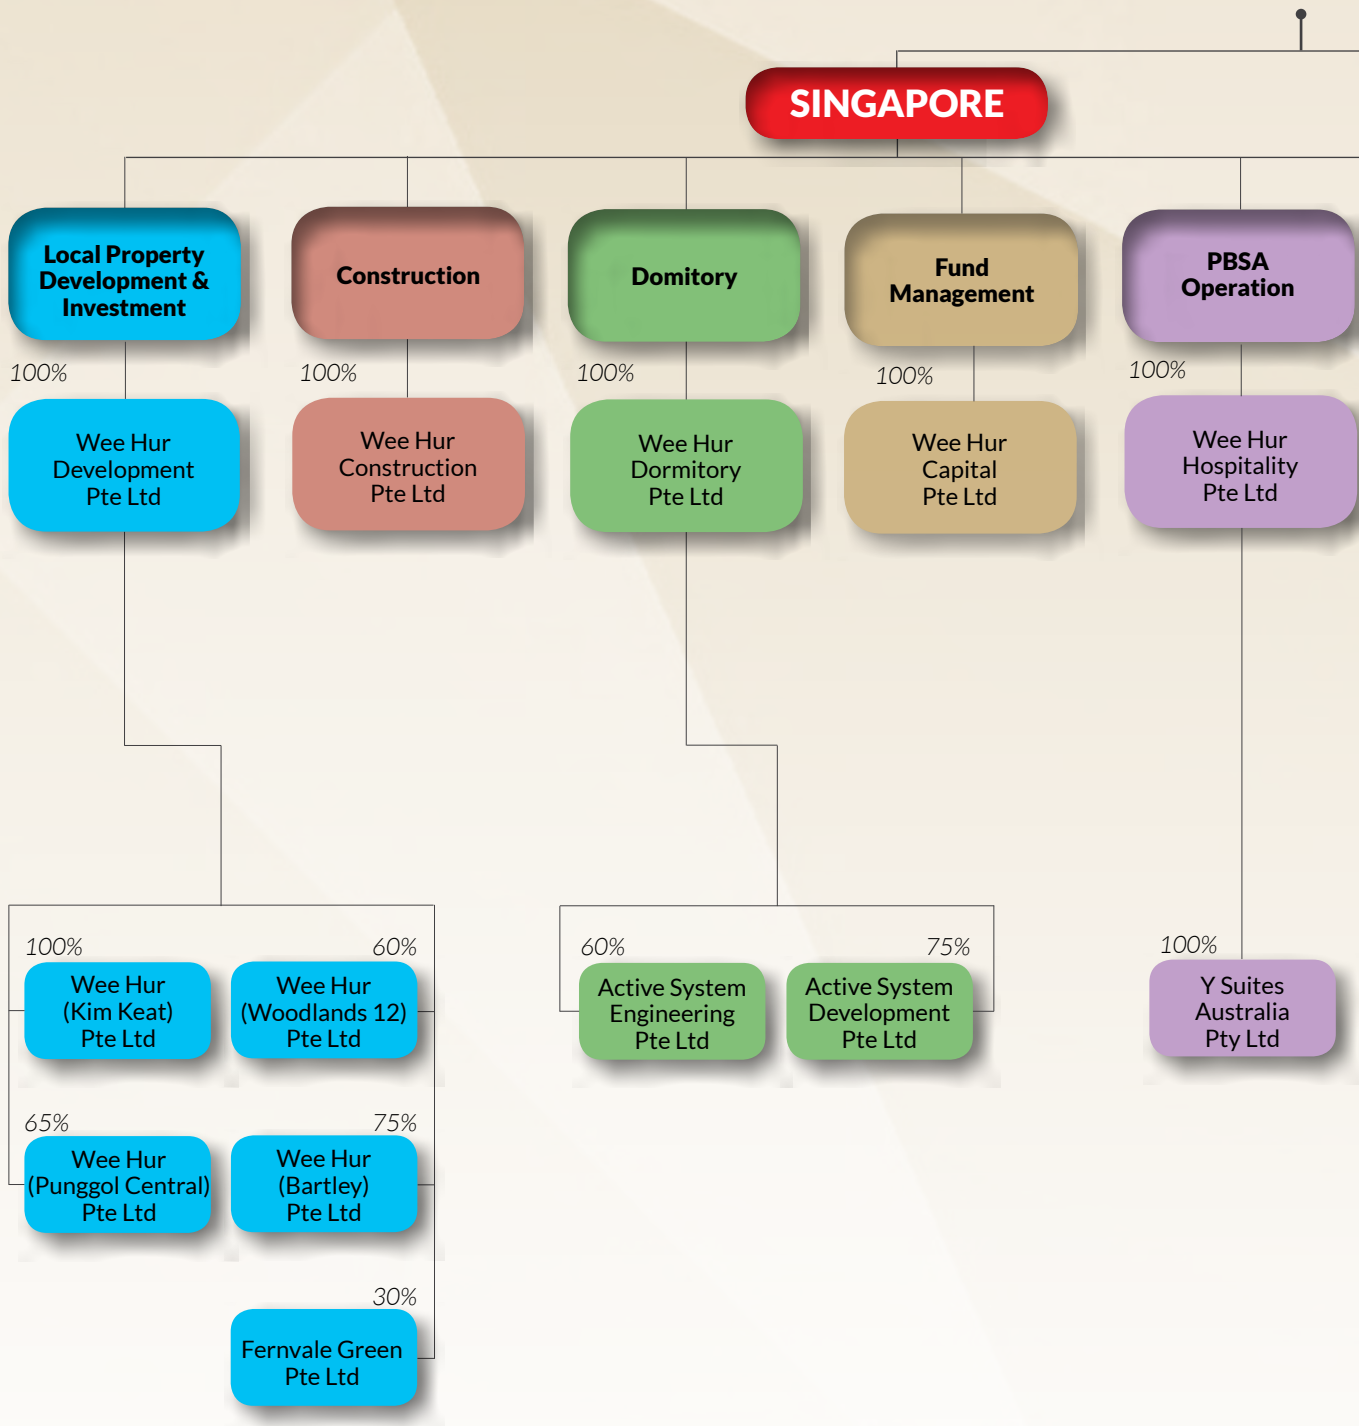 SINGAPORE
Local Property
Development &
Investment
Construction
Domitory
Fund
Management
PBSA
Operation
100%
100%
100%
100%
100%
Wee Hur
Development
Pte Ltd
Wee Hur
Construction
Pte Ltd
Wee Hur
Dormitory
Pte Ltd
Wee Hur
Capital
Pte Ltd
Wee Hur
Hospitality
Pte Ltd
100%
60%
60%
75%
100%
Wee Hur
(Kim Keat)
Pte Ltd
Wee Hur
(Woodlands 12)
Pte Ltd
Active System
Engineering
Pte Ltd
Active System
Development
Pte Ltd
Y Suites
Australia
Pty Ltd
65%
75%
Wee Hur
(Punggol Central)
Pte Ltd
Wee Hur
(Bartley)
Pte Ltd
30%
Fernvale Green
Pte Ltd